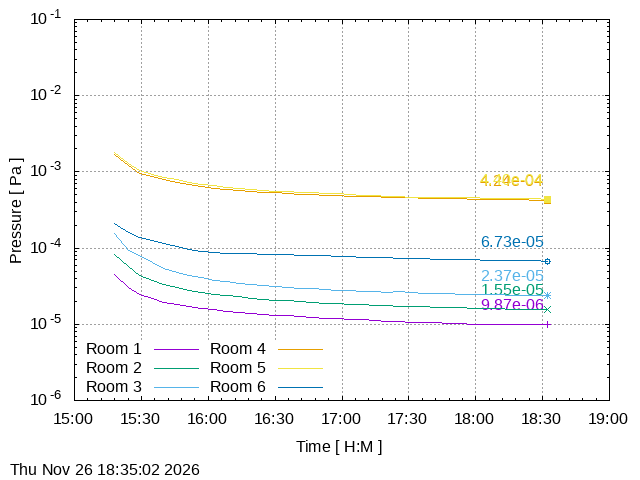 10^-1
10^-2
10^-3
10^-4
10^-5
10^-6
Pressure [ Pa ]
4.24e-04
6.73e-05
2.37e-05
1.55e-05
9.87e-06
Room 1 Room 4
Room 2 Room 5
Room 3 Room 6
15:00 15:30 16:00 16:30 17:00 17:30 18:00 18:30 19:00
Time [ H:M ]
Thu Nov 26 18:35:02 2026